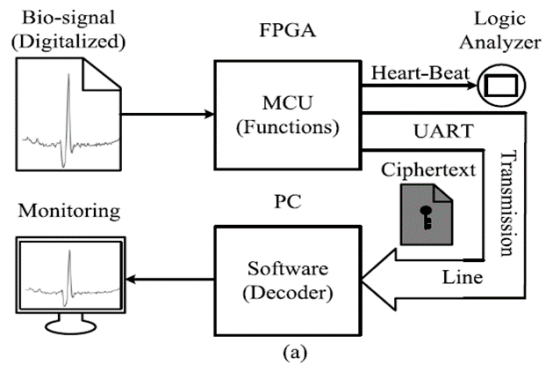 Bio-signal
(Digitalized)
FPGA
Logic
Analyzer
MCU
(Functions)
Heart-Beat
UART
Ciphertext
Transmission
Line
Monitoring
PC
Software
(Decoder)
(a)